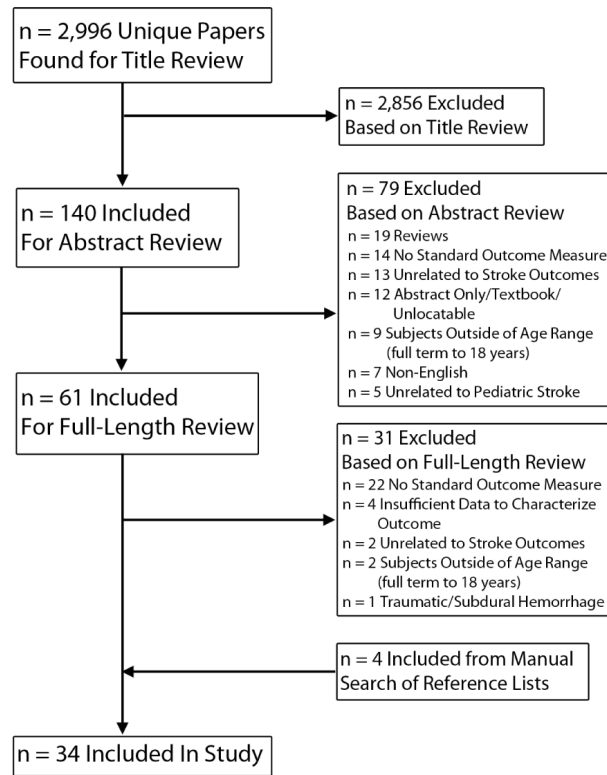 n = 2,996 Unique Papers
Found for Title Review
n = 2,856 Excluded
Based on Title Review
n = 140 Included
For Abstract Review
n = 79 Excluded
Based on Abstract Review
n = 19 Reviews
n = 14 No Standard Outcome Measure
n = 13 Unrelated to Stroke Outcomes
n = 12 Abstract Only/Textbook/
Unlocatable
n = 9 Subjects Outside of Age Range
(full term to 18 years)
n = 7 Non-English
n = 5 Unrelated to Pediatric Stroke
n = 61 Included
For Full-Length Review
n = 31 Excluded
Based on Full-Length Review
n = 22 No Standard Outcome Measure
n = 4 Insufficient Data to Characterize
Outcome
n = 2 Unrelated to Stroke Outcomes
n = 2 Subjects Outside of Age Range
(full term to 18 years)
n = 1 Traumatic/Subdural Hemorrhage
n = 4 Included from Manual
Search of Reference Lists
n = 34 Included In Study